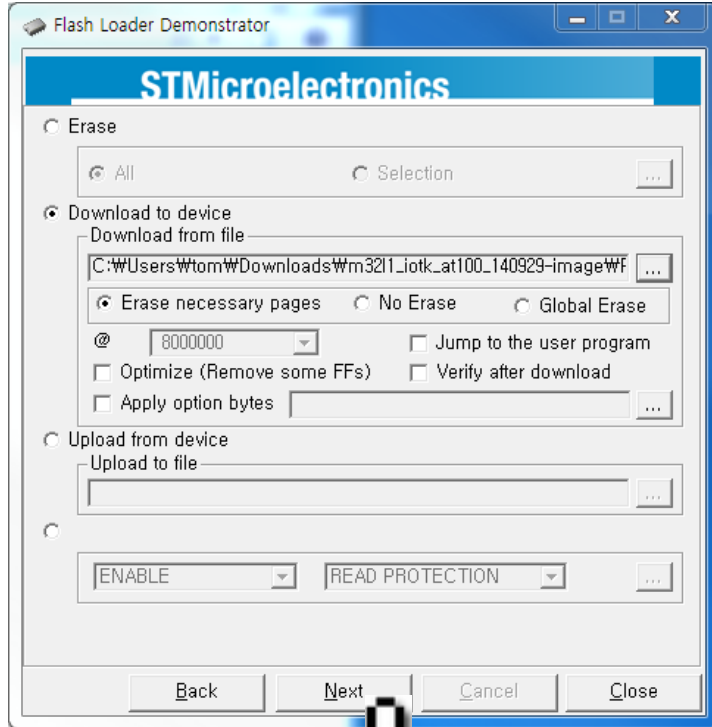 Flash Loader Demonstrator
STMicroelectronics
Erase
All Selection ...
Download to device
Download from file
C:₩Users₩tom₩Downloads₩m32l1_iotk_at100_140929-image₩F ...
Erase necessary pages No Erase Global Erase
@ 8000000 Jump to the user program
Optimize (Remove some FFs) Verify after download
Apply option bytes ...
Upload from device
Upload to file
...
ENABLE READ PROTECTION ...
Back Next Cancel Close